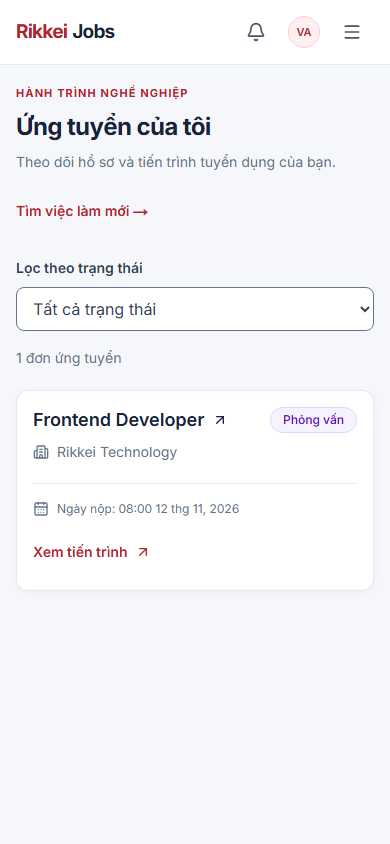 Rikkei Jobs
VA
HÀNH TRÌNH NGHỀ NGHIỆP
Ứng tuyển của tôi
Theo dõi hồ sơ và tiến trình tuyển dụng của bạn.
Tìm việc làm mới →
Lọc theo trạng thái
Tất cả trạng thái
1 đơn ứng tuyển
Frontend Developer
Phỏng vấn
Rikkei Technology
Ngày nộp: 08:00 12 thg 11, 2026
Xem tiến trình